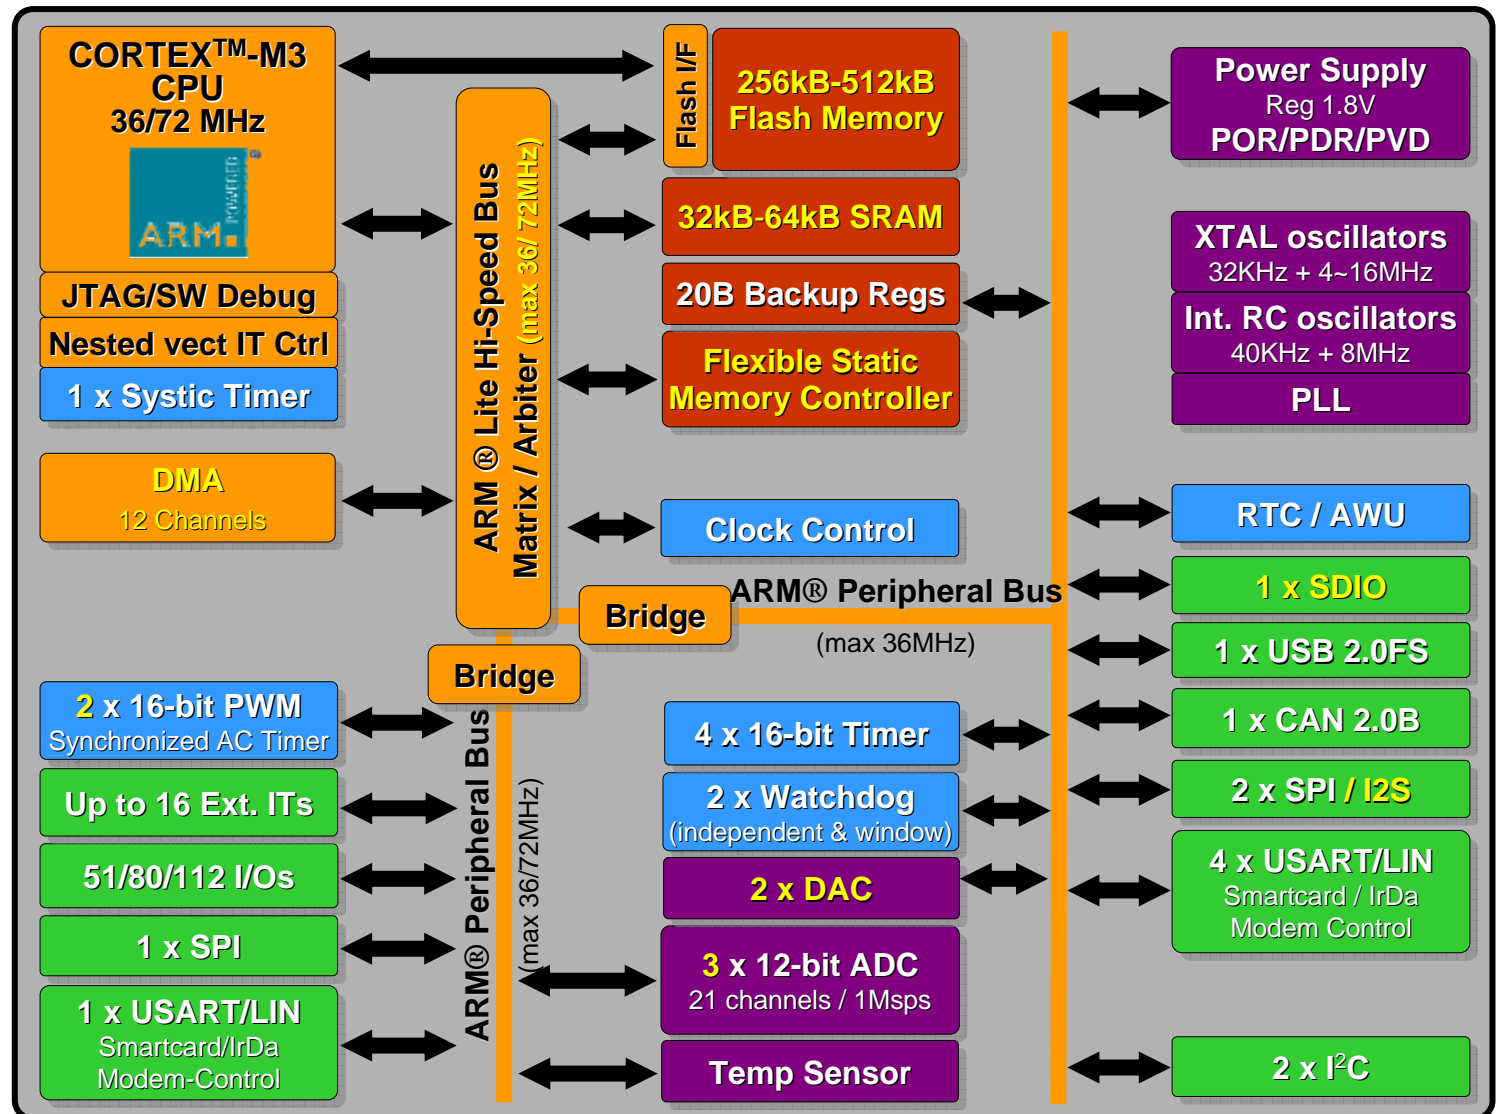 CORTEX™-M3
CPU
36/72 MHz
ARM
POWERED
JTAG/SW Debug
Nested vect IT Ctrl
1 x Systic Timer
DMA
12 Channels
ARM ® Lite Hi-Speed Bus
Matrix / Arbiter (max 36/ 72MHz)
Flash I/F
256kB-512kB
Flash Memory
32kB-64kB SRAM
20B Backup Regs
Flexible Static
Memory Controller
Clock Control
Bridge
ARM® Peripheral Bus
(max 36MHz)
Bridge
ARM® Peripheral Bus
(max 36/72MHz)
2 x 16-bit PWM
Synchronized AC Timer
Up to 16 Ext. ITs
51/80/112 I/Os
1 x SPI
1 x USART/LIN
Smartcard/IrDa
Modem-Control
4 x 16-bit Timer
2 x Watchdog
(independent & window)
2 x DAC
3 x 12-bit ADC
21 channels / 1Msps
Temp Sensor
Power Supply
Reg 1.8V
POR/PDR/PVD
XTAL oscillators
32KHz + 4~16MHz
Int. RC oscillators
40KHz + 8MHz
PLL
RTC / AWU
1 x SDIO
1 x USB 2.0FS
1 x CAN 2.0B
2 x SPI / I2S
4 x USART/LIN
Smartcard / IrDa
Modem Control
2 x I²C